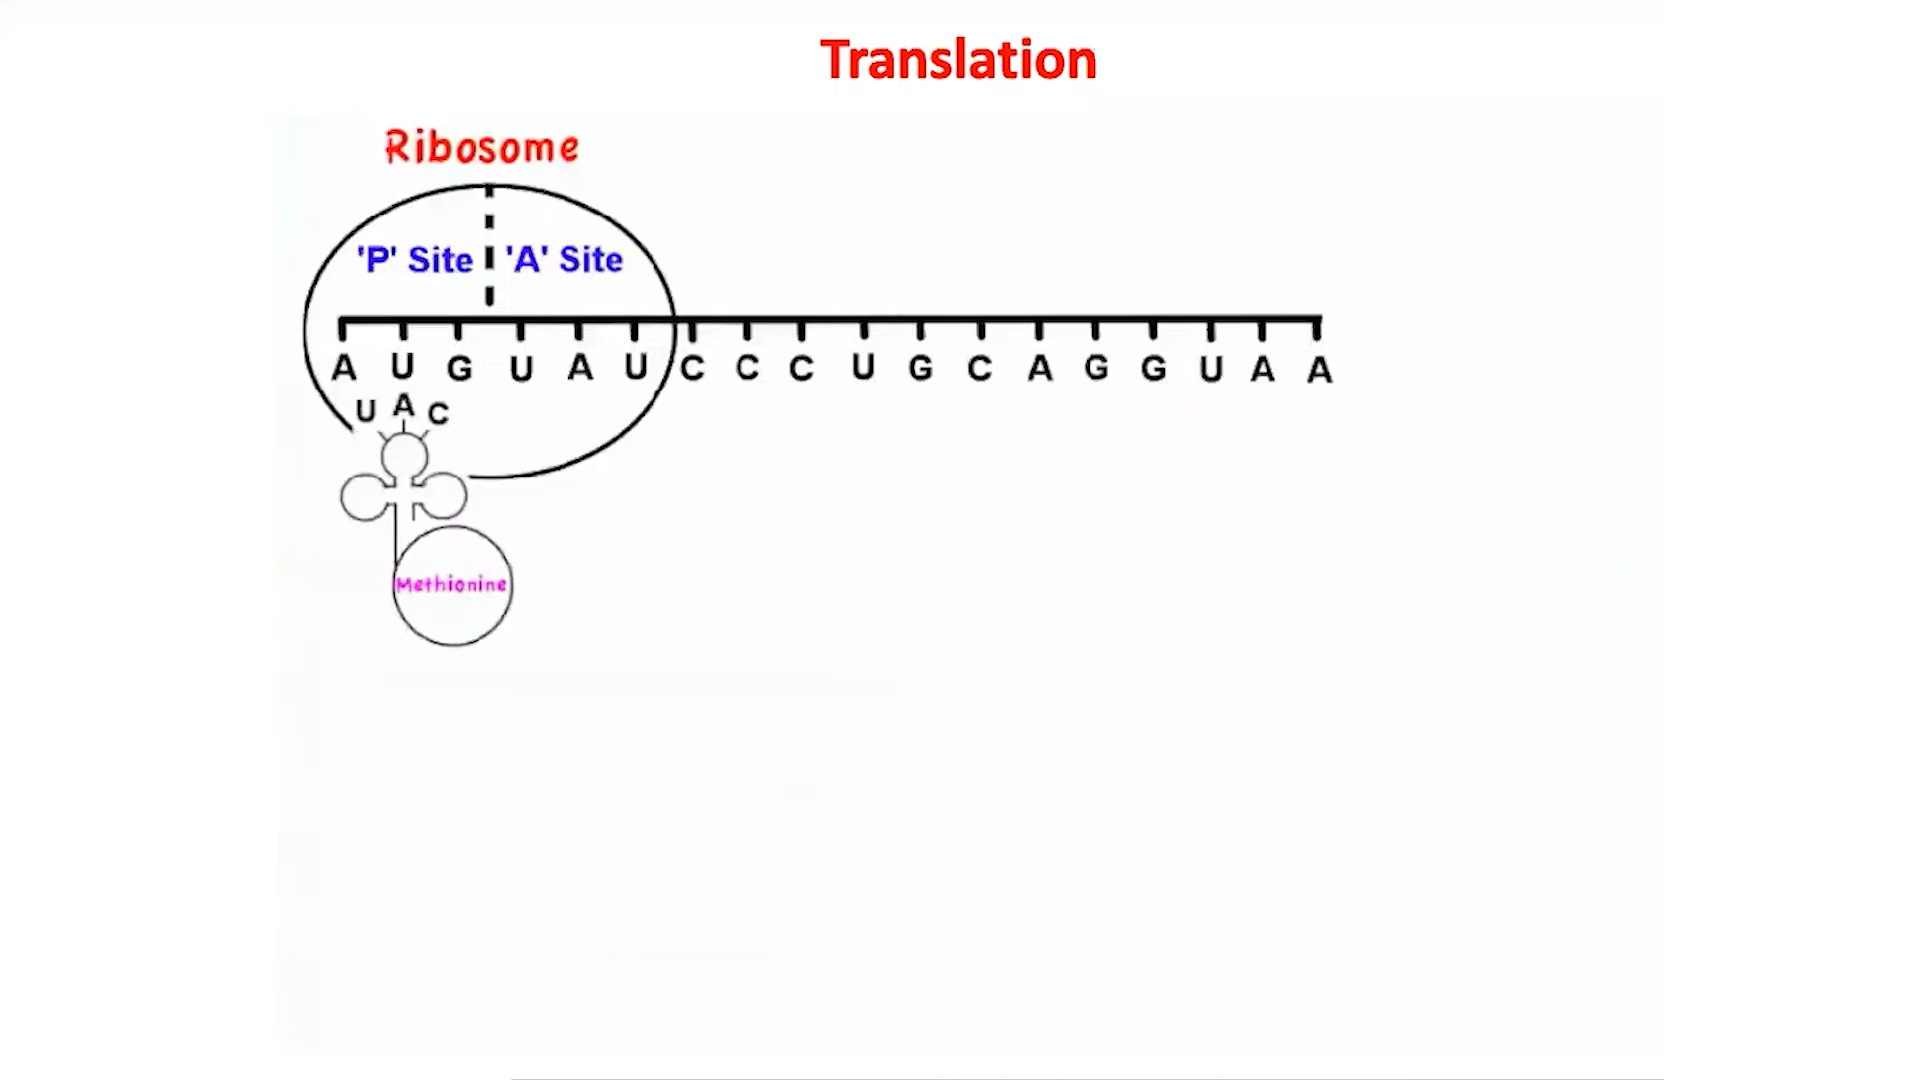 Translation
Ribosome
'P' Site 'A' Site
A U G U A U C C C U G C A G G U A A
U A C
Methionine